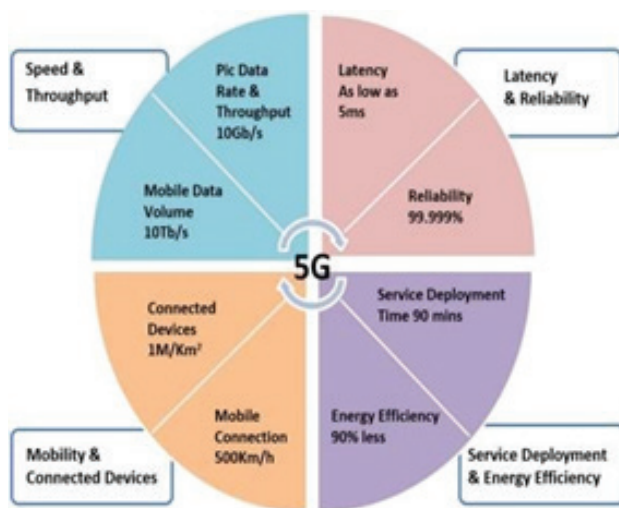 Speed &
Throughput
Pic Data
Rate &
Throughput
10Gb/s
Latency
As low as
5ms
Latency
& Reliability
Mobile Data
Volume
10Tb/s
Reliability
99.999%
5G
Connected
Devices
1M/Km²
Service Deployment
Time 90 mins
Mobile
Connection
500Km/h
Energy Efficiency
90% less
Mobility &
Connected Devices
Service Deployment
& Energy Efficiency